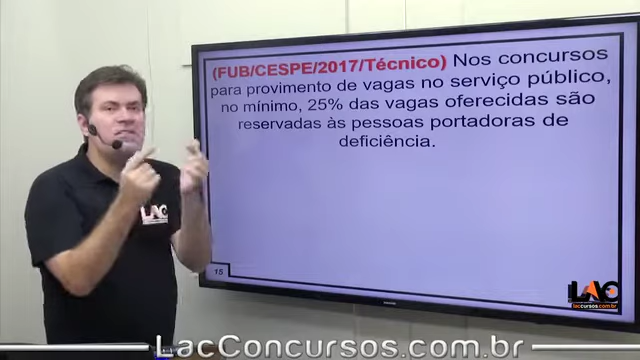 (FUB/CESPE/2017/Técnico) Nos concursos
para provimento de vagas no serviço público,
no mínimo, 25% das vagas oferecidas são
reservadas às pessoas portadoras de
deficiência.
LAC
15
LAC
laccursos.com.br
LacConcursos.com.br